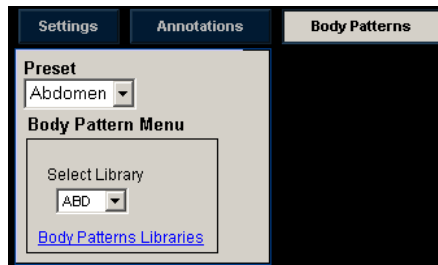 Settings Annotations Body Patterns
Preset
Abdomen
Body Pattern Menu
Select Library
ABD
Body Patterns Libraries